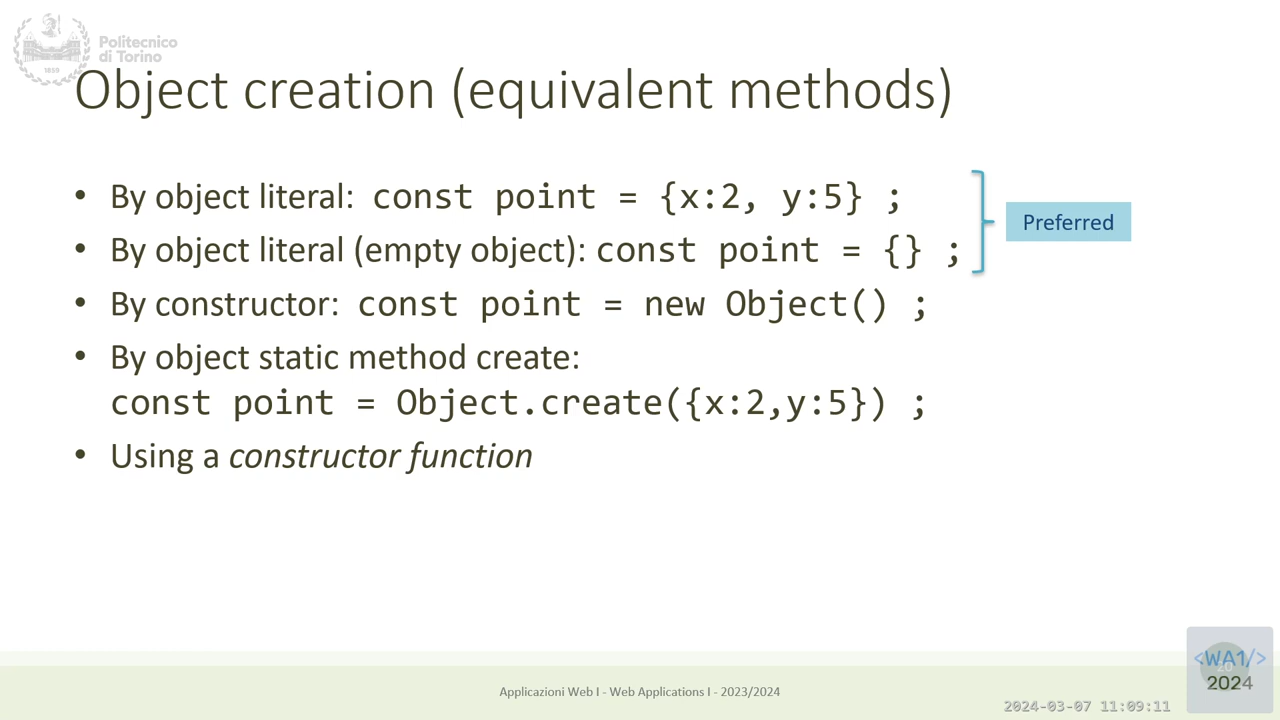 Politecnico
di Torino
1859
Object creation (equivalent methods)
• By object literal: const point = {x:2, y:5} ;
• By object literal (empty object): const point = {} ;
Preferred
• By constructor: const point = new Object() ;
• By object static method create:
const point = Object.create({x:2,y:5}) ;
• Using a constructor function
Applicazioni Web I - Web Applications I - 2023/2024
<WA1/>
2024
2024-03-07 11:09:11